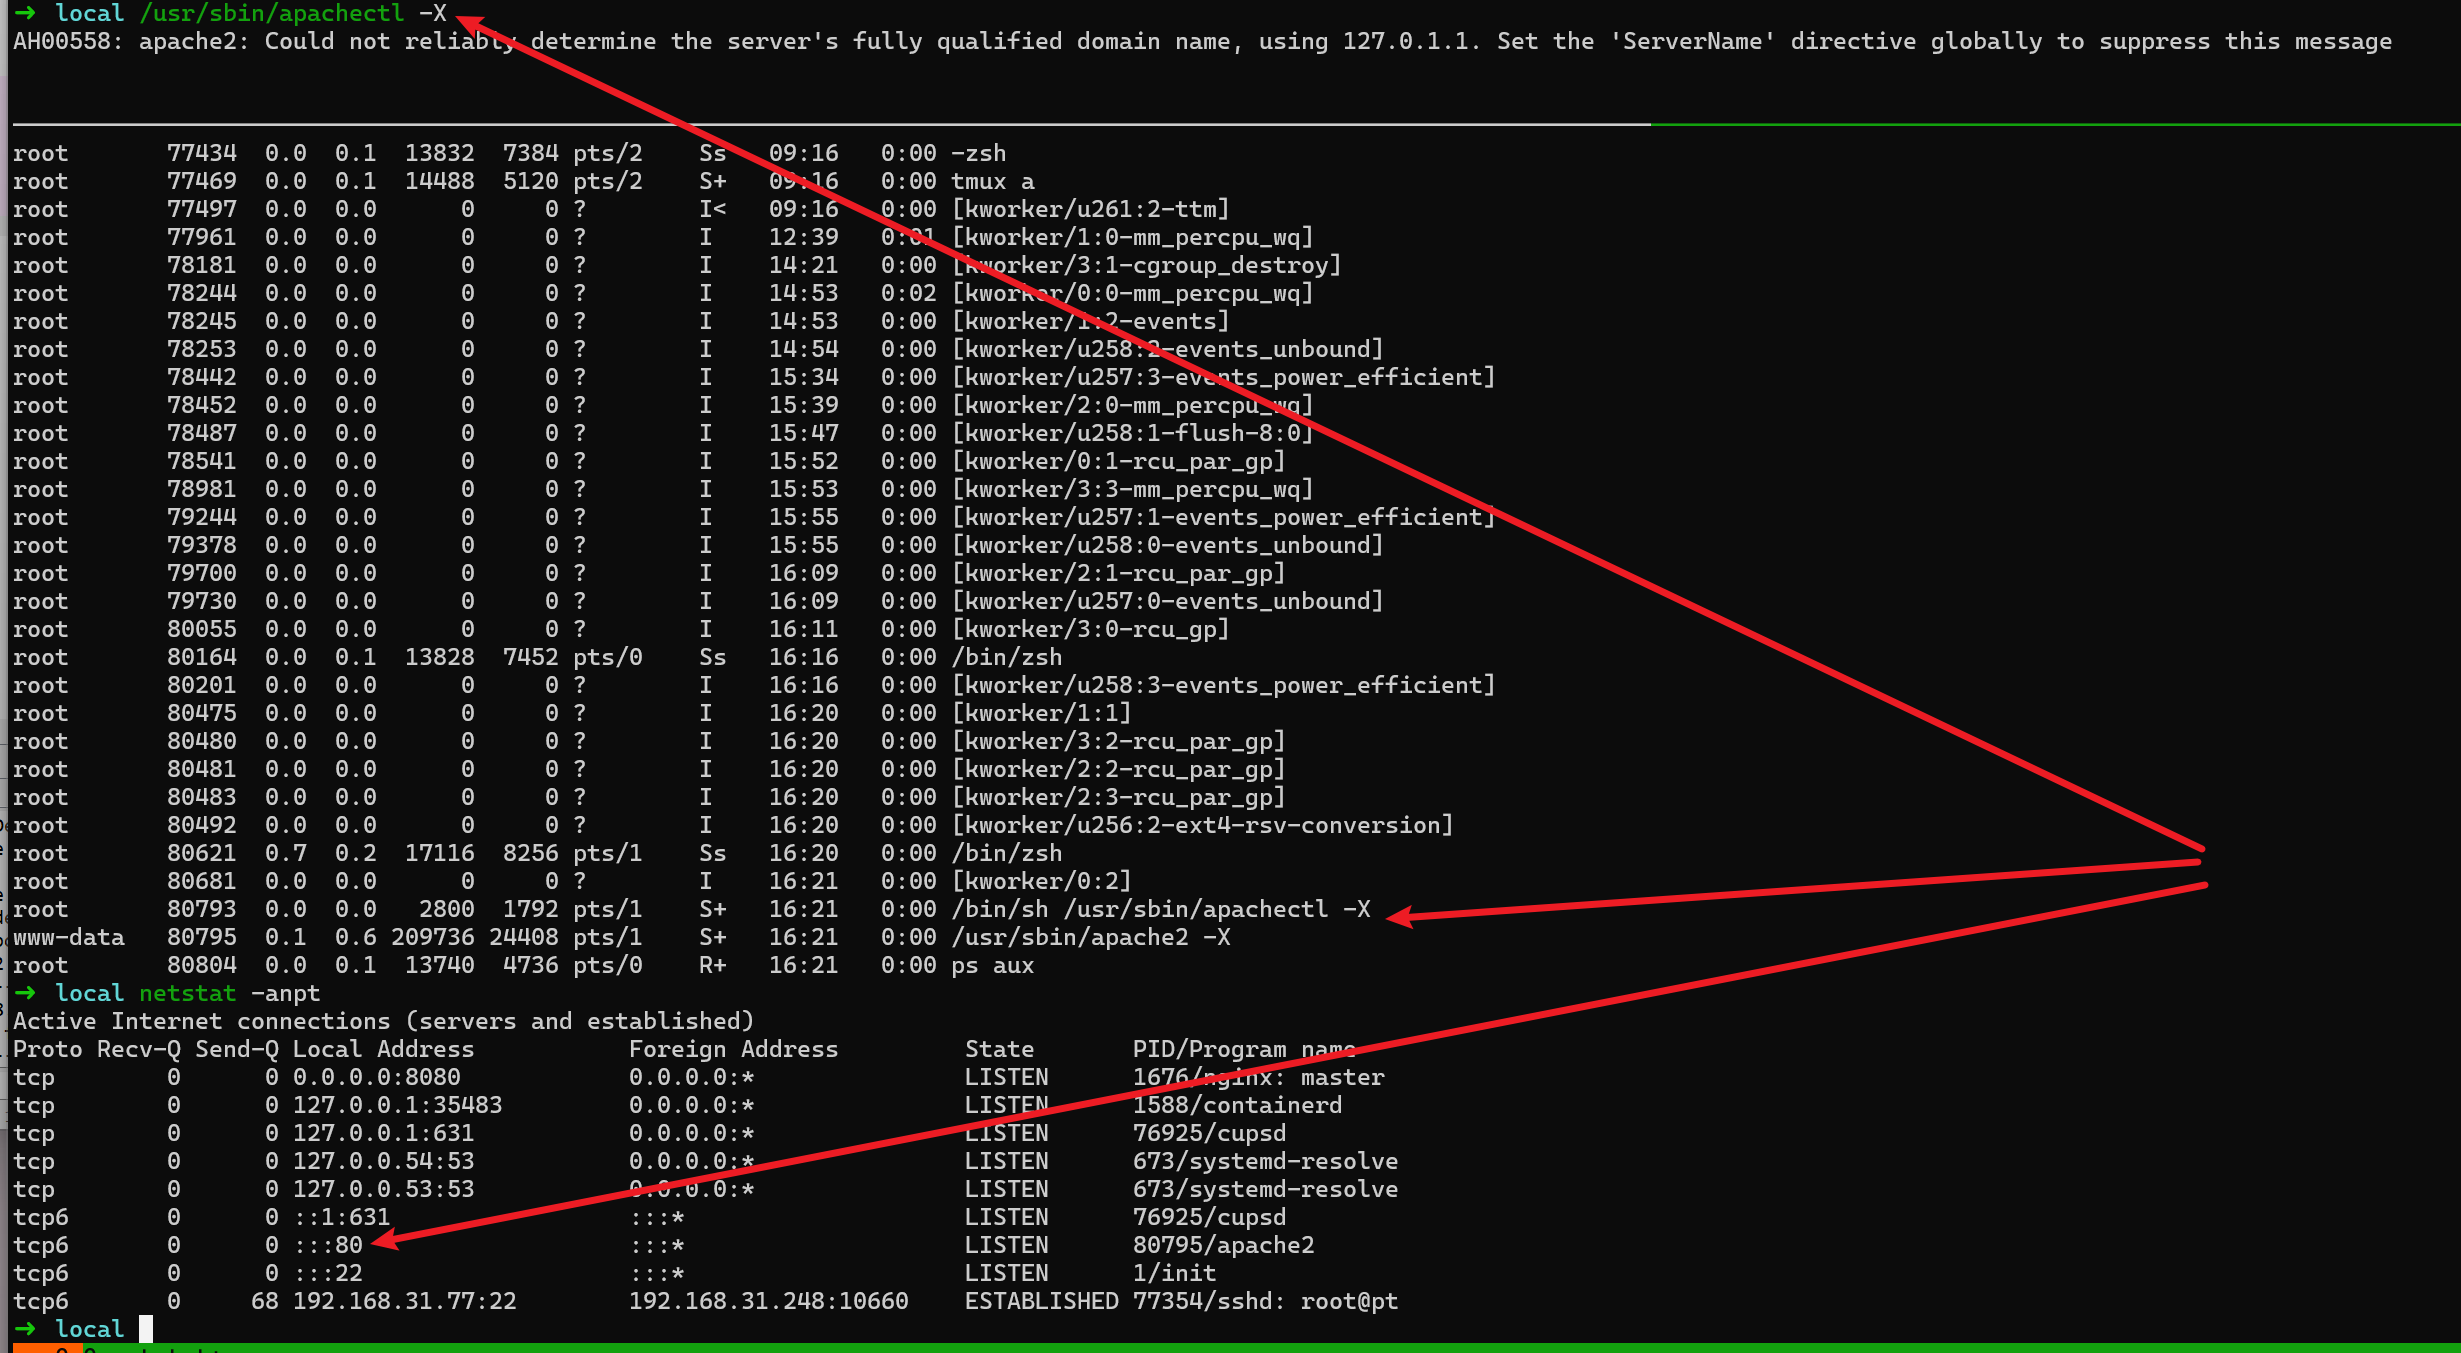 ➜ local /usr/sbin/apachectl -X
AH00558: apache2: Could not reliably determine the server's fully qualified domain name, using 127.0.1.1. Set the 'ServerName' directive globally to suppress this message
root 77434 0.0 0.1 13832 7384 pts/2 Ss 09:16 0:00 -zsh
root 77469 0.0 0.1 14488 5120 pts/2 S+ 09:16 0:00 tmux a
root 77497 0.0 0.0 0 0 ? I< 09:16 0:00 [kworker/u261:2-ttm]
root 77961 0.0 0.0 0 0 ? I 12:39 0:01 [kworker/1:0-mm_percpu_wq]
root 78181 0.0 0.0 0 0 ? I 14:21 0:00 [kworker/3:1-cgroup_destroy]
root 78244 0.0 0.0 0 0 ? I 14:53 0:02 [kworker/0:0-mm_percpu_wq]
root 78245 0.0 0.0 0 0 ? I 14:53 0:00 [kworker/1:2-events]
root 78253 0.0 0.0 0 0 ? I 14:54 0:00 [kworker/u258:2-events_unbound]
root 78442 0.0 0.0 0 0 ? I 15:34 0:00 [kworker/u257:3-events_power_efficient]
root 78452 0.0 0.0 0 0 ? I 15:39 0:00 [kworker/2:0-mm_percpu_wq]
root 78487 0.0 0.0 0 0 ? I 15:47 0:00 [kworker/u258:1-flush-8:0]
root 78541 0.0 0.0 0 0 ? I 15:52 0:00 [kworker/0:1-rcu_par_gp]
root 78981 0.0 0.0 0 0 ? I 15:53 0:00 [kworker/3:3-mm_percpu_wq]
root 79244 0.0 0.0 0 0 ? I 15:55 0:00 [kworker/u257:1-events_power_efficient]
root 79378 0.0 0.0 0 0 ? I 15:55 0:00 [kworker/u258:0-events_unbound]
root 79700 0.0 0.0 0 0 ? I 16:09 0:00 [kworker/2:1-rcu_par_gp]
root 79730 0.0 0.0 0 0 ? I 16:09 0:00 [kworker/u257:0-events_unbound]
root 80055 0.0 0.0 0 0 ? I 16:11 0:00 [kworker/3:0-rcu_gp]
root 80164 0.0 0.1 13828 7452 pts/0 Ss 16:16 0:00 /bin/zsh
root 80201 0.0 0.0 0 0 ? I 16:16 0:00 [kworker/u258:3-events_power_efficient]
root 80475 0.0 0.0 0 0 ? I 16:20 0:00 [kworker/1:1]
root 80480 0.0 0.0 0 0 ? I 16:20 0:00 [kworker/3:2-rcu_par_gp]
root 80481 0.0 0.0 0 0 ? I 16:20 0:00 [kworker/2:2-rcu_par_gp]
root 80483 0.0 0.0 0 0 ? I 16:20 0:00 [kworker/2:3-rcu_par_gp]
root 80492 0.0 0.0 0 0 ? I 16:20 0:00 [kworker/u256:2-ext4-rsv-conversion]
root 80621 0.7 0.2 17116 8256 pts/1 Ss 16:20 0:00 /bin/zsh
root 80681 0.0 0.0 0 0 ? I 16:21 0:00 [kworker/0:2]
root 80793 0.0 0.0 2800 1792 pts/1 S+ 16:21 0:00 /bin/sh /usr/sbin/apachectl -X
www-data 80795 0.1 0.6 209736 24408 pts/1 S+ 16:21 0:00 /usr/sbin/apache2 -X
root 80804 0.0 0.1 13740 4736 pts/0 R+ 16:21 0:00 ps aux
➜ local netstat -anpt
Active Internet connections (servers and established)
Proto Recv-Q Send-Q Local Address Foreign Address State PID/Program name
tcp 0 0 0.0.0.0:8080 0.0.0.0:* LISTEN 1676/nginx: master
tcp 0 0 127.0.0.1:35483 0.0.0.0:* LISTEN 1588/containerd
tcp 0 0 127.0.0.1:631 0.0.0.0:* LISTEN 76925/cupsd
tcp 0 0 127.0.0.54:53 0.0.0.0:* LISTEN 673/systemd-resolve
tcp 0 0 127.0.0.53:53 0.0.0.0:* LISTEN 673/systemd-resolve
tcp6 0 0 ::1:631 :::* LISTEN 76925/cupsd
tcp6 0 0 :::80 :::* LISTEN 80795/apache2
tcp6 0 0 :::22 :::* LISTEN 1/init
tcp6 0 68 192.168.31.77:22 192.168.31.248:10660 ESTABLISHED 77354/sshd: root@pt
➜ local